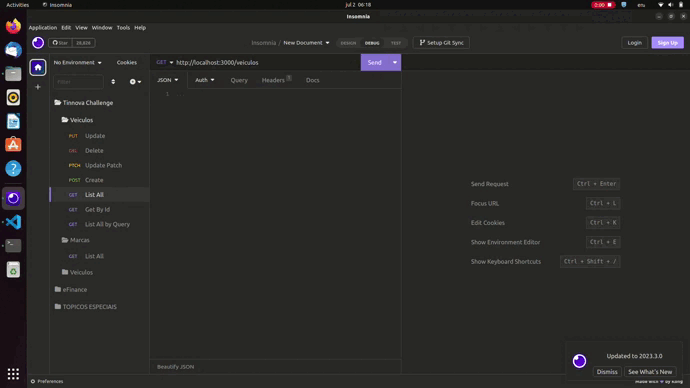 Activities Insomnia jul 2 06:18 0:00 en₁
Insomnia
Application Edit View Window Tools Help
Star 28,826 Insomnia / New Document DESIGN DEBUG TEST Setup Git Sync Login Sign Up
No Environment Cookies GET http://localhost:3000/veiculos Send
Filter JSON Auth Query Headers 1 Docs
1
Tinnova Challenge
Veiculos
PUT Update
DEL Delete
PTCH Update Patch
POST Create
GET List All
GET Get By Id
GET List All by Query
Marcas
GET List All
Veiculos
eFinance
TOPICOS ESPECIAIS
Send Request Ctrl + Enter
Focus URL Ctrl + L
Edit Cookies Ctrl + K
Show Environment Editor Ctrl + E
Show Keyboard Shortcuts Ctrl + Shift + /
Updated to 2023.3.0
Dismiss See What's New
Beautify JSON
Preferences Made with ♥ by Kong